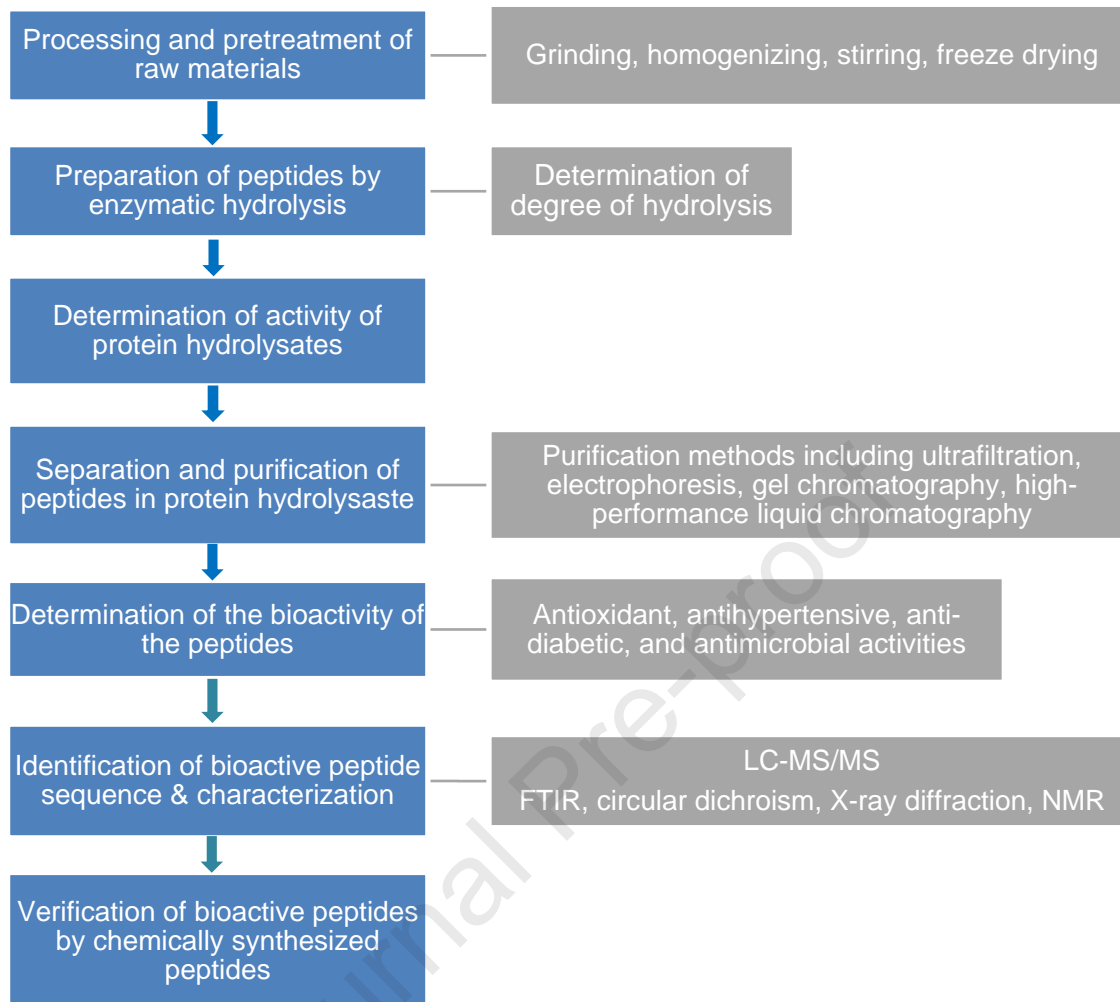 Processing and pretreatment of
raw materials
Grinding, homogenizing, stirring, freeze drying
Preparation of peptides by
enzymatic hydrolysis
Determination of
degree of hydrolysis
Determination of activity of
protein hydrolysates
Separation and purification of
peptides in protein hydrolysaste
Purification methods including ultrafiltration,
electrophoresis, gel chromatography, high-
performance liquid chromatography
Determination of the bioactivity of
the peptides
Antioxidant, antihypertensive, anti-
diabetic, and antimicrobial activities
Identification of bioactive peptide
sequence & characterization
LC-MS/MS
FTIR, circular dichroism, X-ray diffraction, NMR
Verification of bioactive peptides
by chemically synthesized
peptides
urnal Pre-proof